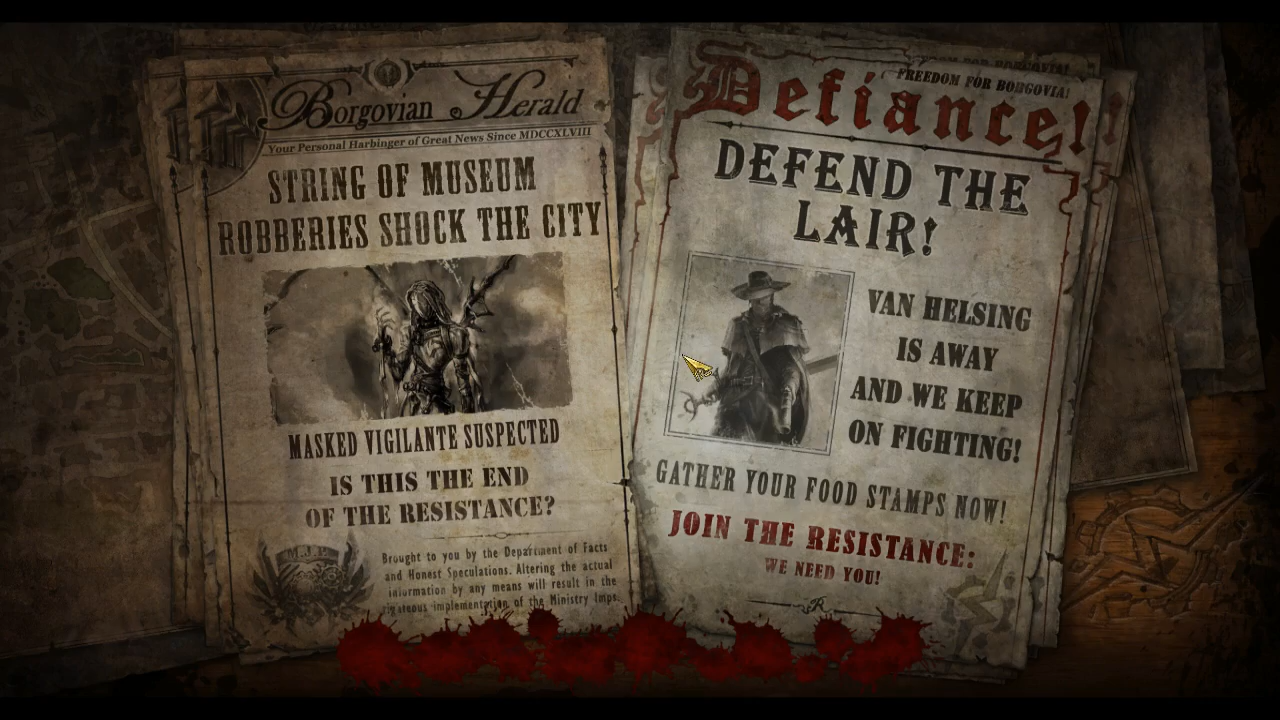 Borgovian Herald
Your Personal Harbinger of Great News Since MDCCXLVIII
STRING OF MUSEUM
ROBBERIES SHOCK THE CITY
MASKED VIGILANTE SUSPECTED
IS THIS THE END
OF THE RESISTANCE?
M.J.F.
Brought to you by the Department of Facts
and Honest Speculations. Altering the actual
information by any means will result in the
righteous implementation of the Ministry Imps.
FREEDOM FOR BORGOVIA!
Defiance!
DEFEND THE
LAIR!
VAN HELSING
IS AWAY
AND WE KEEP
ON FIGHTING!
GATHER YOUR FOOD STAMPS NOW!
JOIN THE RESISTANCE:
WE NEED YOU!
R